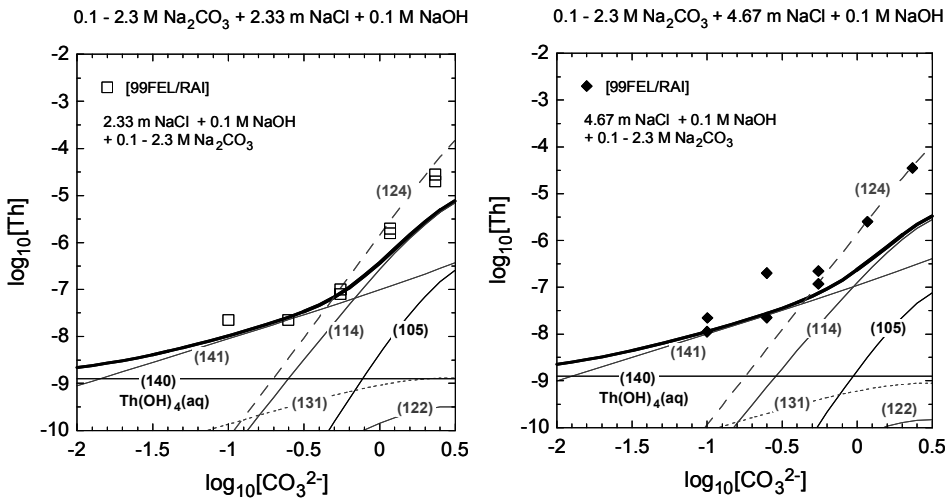 0.1 - 2.3 M Na2CO3 + 2.33 m NaCl + 0.1 M NaOH
-2
-3
-4
-5
-6
-7
-8
-9
-10
log10[Th]
[99FEL/RAI]
2.33 m NaCl + 0.1 M NaOH
+ 0.1 - 2.3 M Na2CO3
(124)
(114)
(105)
(141)
(140)
Th(OH)4(aq)
(131)
(122)
-2 -1.5 -1 -0.5 0 0.5
log10[CO32-]
0.1 - 2.3 M Na2CO3 + 4.67 m NaCl + 0.1 M NaOH
-2
-3
-4
-5
-6
-7
-8
-9
-10
log10[Th]
[99FEL/RAI]
4.67 m NaCl + 0.1 M NaOH
+ 0.1 - 2.3 M Na2CO3
(124)
(114)
(105)
(141)
(140)
Th(OH)4(aq)
(131)
(122)
-2 -1.5 -1 -0.5 0 0.5
log10[CO32-]